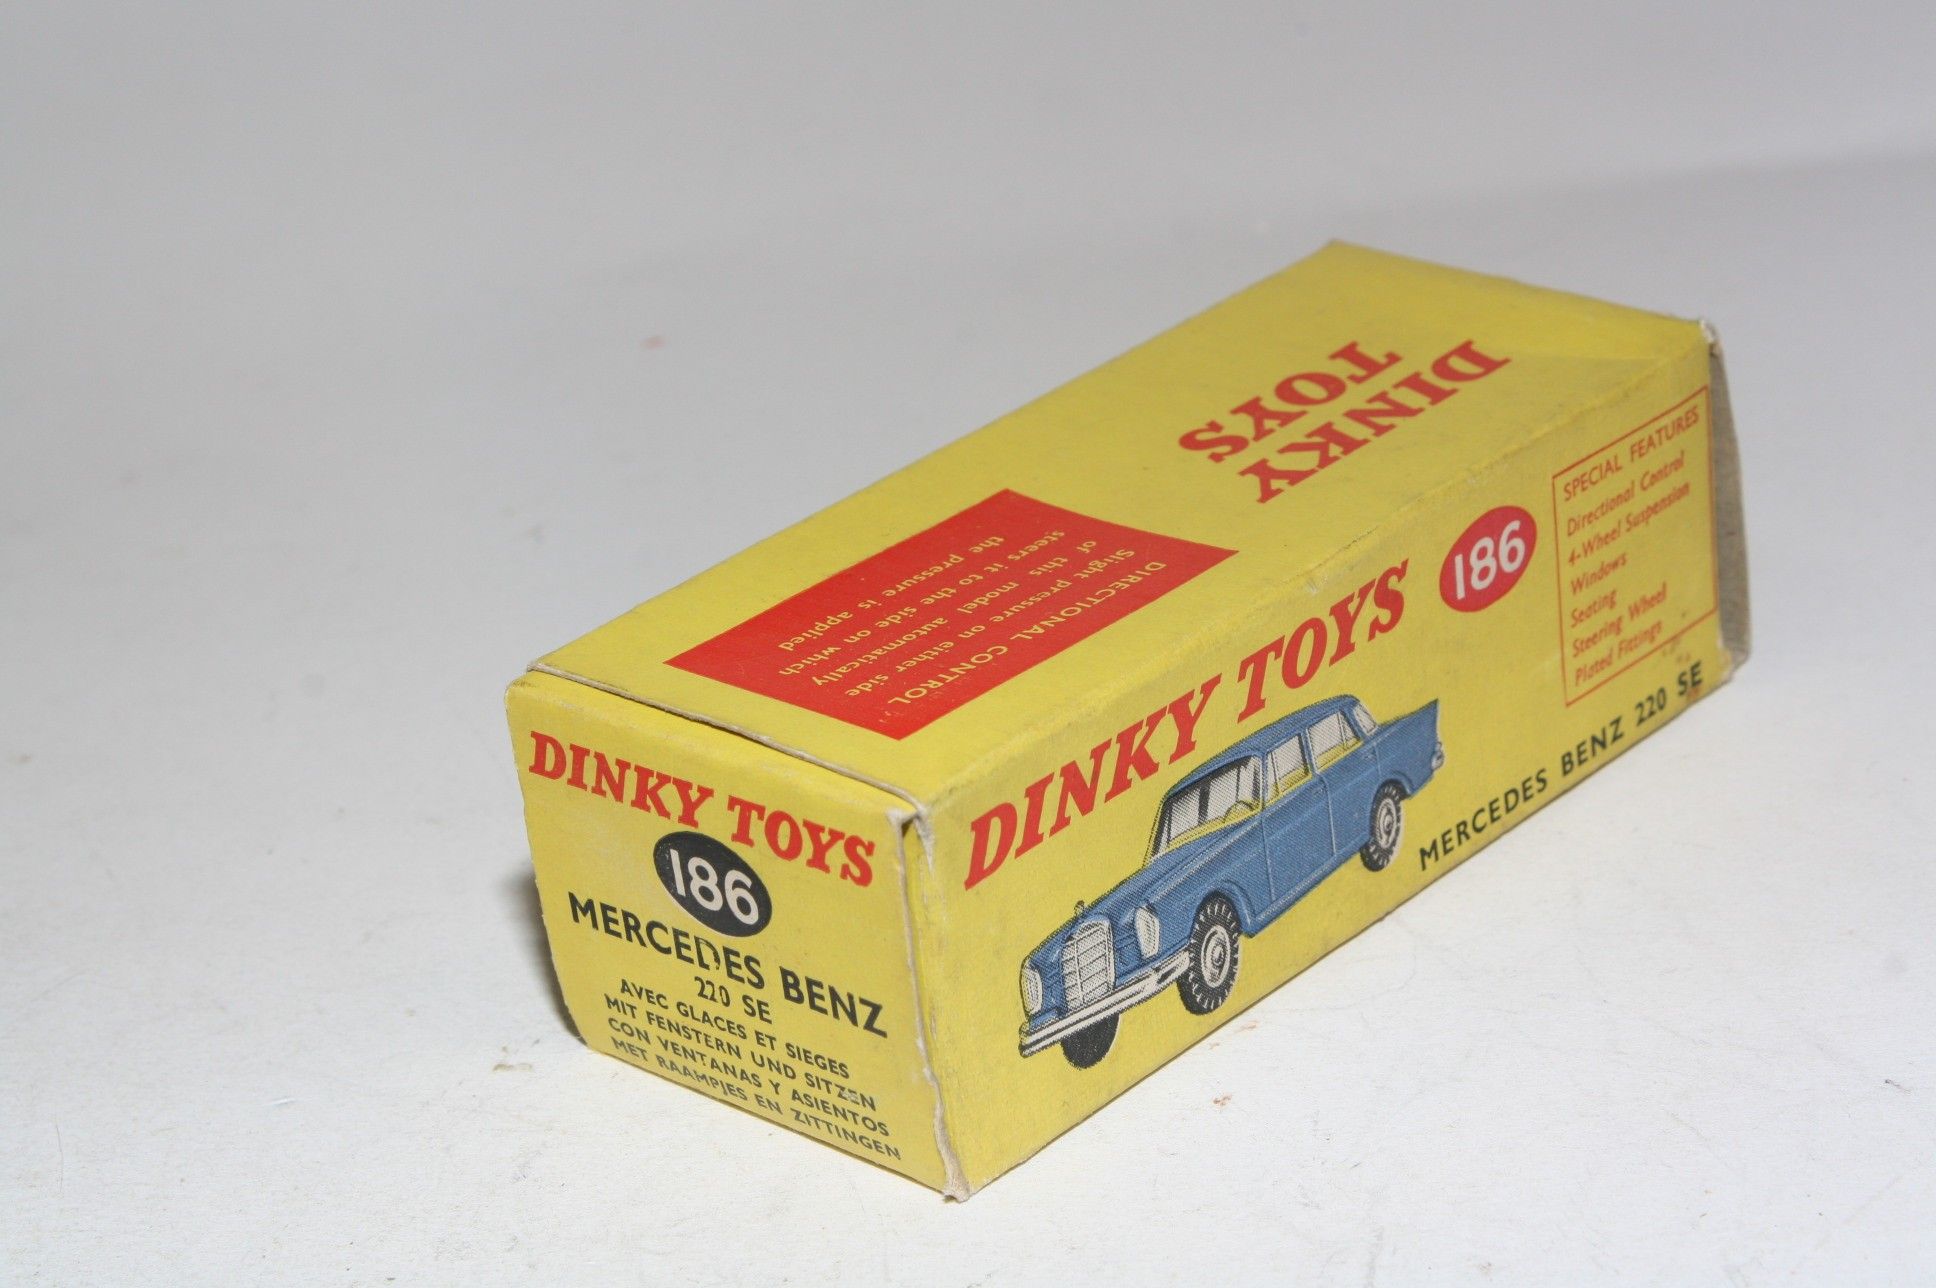 DINKY
TOYS
DIRECTIONAL CONTROL
Slight pressure on either side
of this model automatically
steers it to the side on which
the pressure is applied
DINKY TOYS
186
MERCEDES BENZ
220 SE
AVEC GLACES ET SIEGES
MIT FENSTERN UND SITZEN
CON VENTANAS Y ASIENTOS
MET RAAMPJES EN ZITTINGEN
DINKY TOYS
186
SPECIAL FEATURES
Directional Control
4-Wheel Suspension
Windows
Seating
Steering Wheel
Plated Fittings
MERCEDES BENZ 220 SE